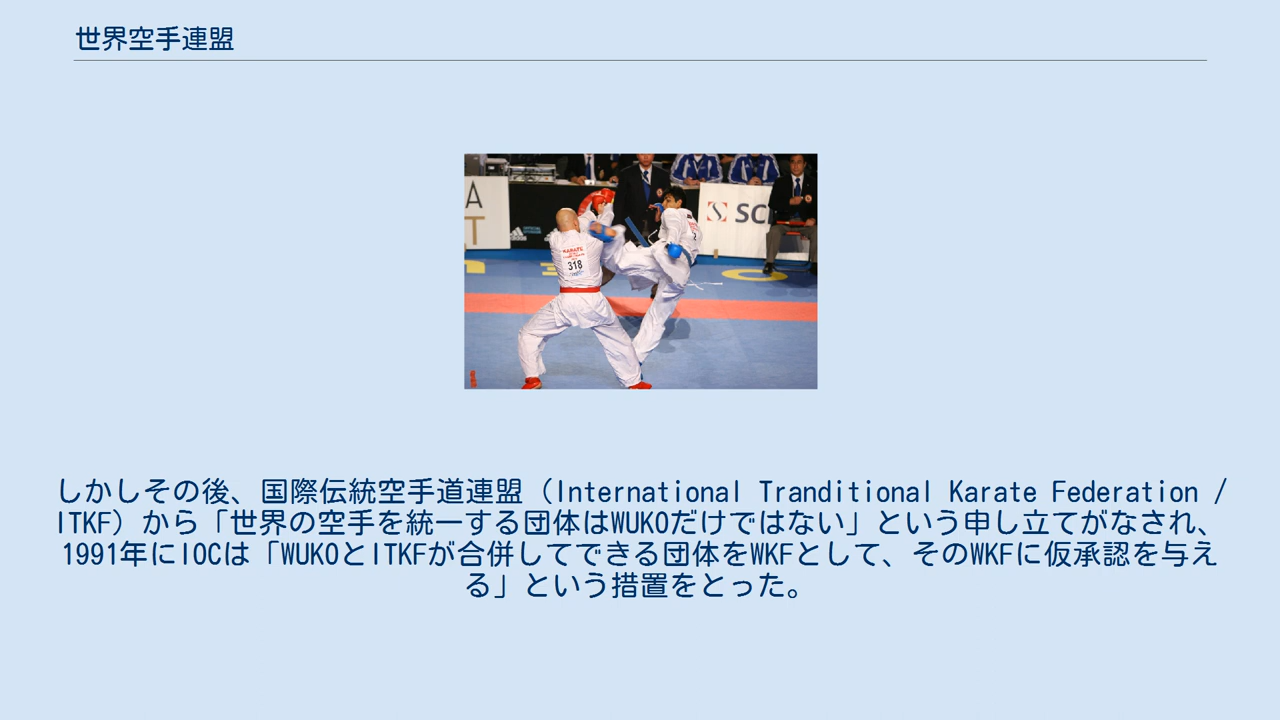 世界空手連盟
A
T
SC
adidas
KARATE
318
2
しかしその後、国際伝統空手道連盟（International Tranditional Karate Federation /
ITKF）から「世界の空手を統一する団体はWUKOだけではない」という申し立てがなされ、
1991年にIOCは「WUKOとITKFが合併してできる団体をWKFとして、そのWKFに仮承認を与え
る」という措置をとった。